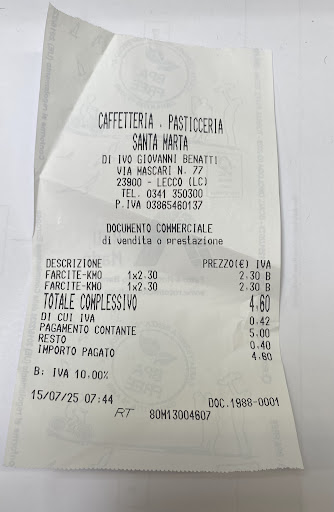 CAFFETTERIA . PASTICCERIA
SANTA MARTA
DI IVO GIOVANNI BENATTI
VIA MASCARI N. 77
23900 - LECCO (LC)
TEL. 0341 350300
P.IVA 03865460137
DOCUMENTO COMMERCIALE
di vendita o prestazione
DESCRIZIONE PREZZO(€) IVA
FARCITE-KM0 1x2.30 2.30 B
FARCITE-KM0 1x2.30 2.30 B
TOTALE COMPLESSIVO 4.60
DI CUI IVA 0.42
PAGAMENTO CONTANTE 5.00
RESTO 0.40
IMPORTO PAGATO 4.60
B: IVA 10.00%
15/07/25 07:44 DOC.1988-0001
RT 80M13004607